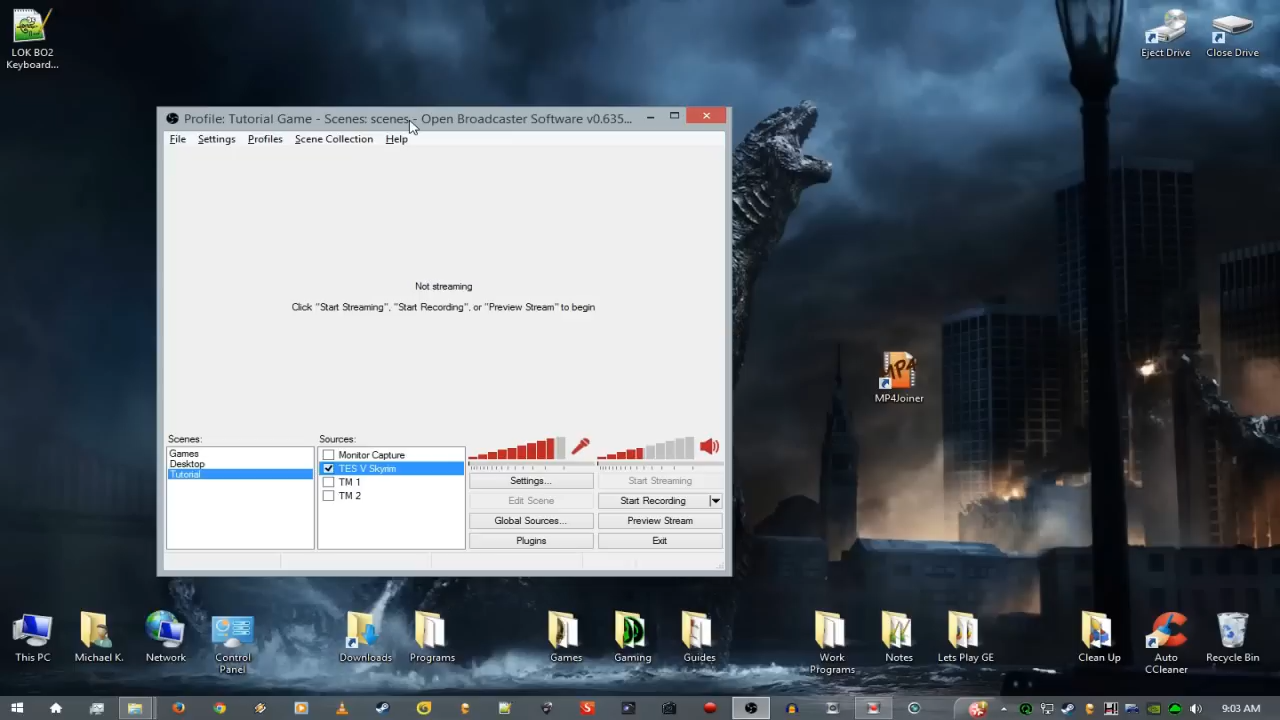 LOK BO2
Keyboard...
Eject Drive
Close Drive
Profile: Tutorial Game - Scenes: scenes - Open Broadcaster Software v0.635...
File Settings Profiles Scene Collection Help
Not streaming
Click "Start Streaming", "Start Recording", or "Preview Stream" to begin
MP4
MP4Joiner
Scenes:
Games
Desktop
Tutorial
Sources:
Monitor Capture
TES V Skyrim
TM 1
TM 2
Settings...
Start Streaming
Edit Scene
Start Recording
Global Sources...
Preview Stream
Plugins
Exit
This PC
Michael K.
Network
Control
Panel
Downloads
Programs
Games
Gaming
Guides
Work
Programs
Notes
Lets Play GE
Clean Up
Auto
CCleaner
Recycle Bin
9:03 AM